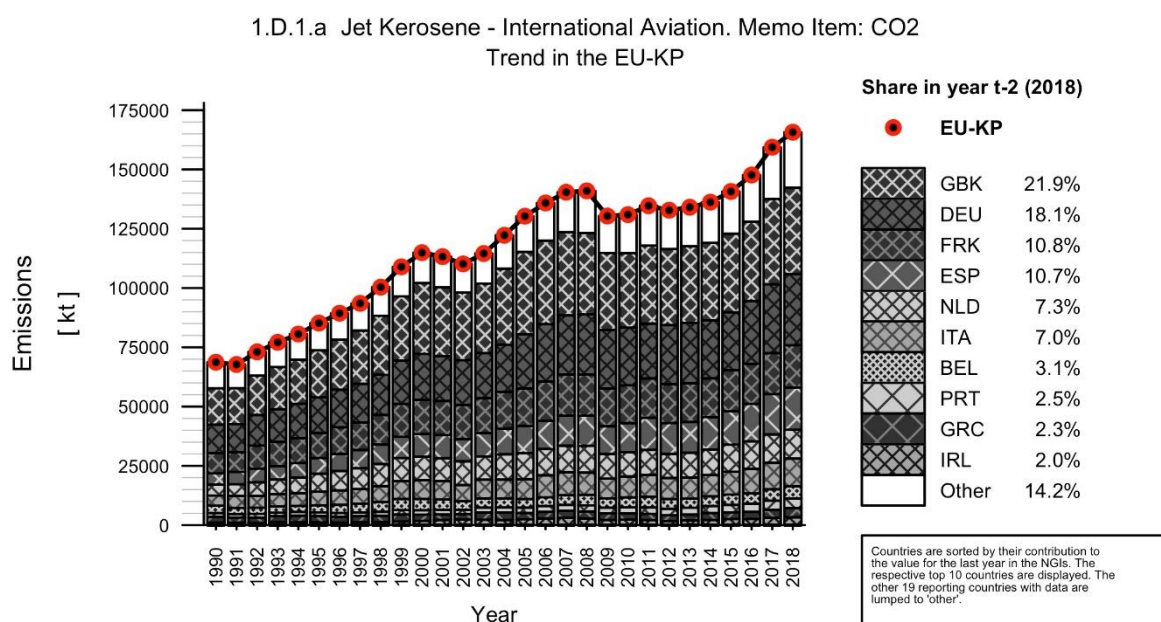 1.D.1.a Jet Kerosene - International Aviation. Memo Item: CO2
Trend in the EU-KP
Share in year t-2 (2018)
EU-KP
GBK 21.9%
DEU 18.1%
FRK 10.8%
ESP 10.7%
NLD 7.3%
ITA 7.0%
BEL 3.1%
PRT 2.5%
GRC 2.3%
IRL 2.0%
Other 14.2%
Countries are sorted by their contribution to
the value for the last year in the NGIs. The
respective top 10 countries are displayed. The
other 19 reporting countries with data are
lumped to 'other'.
Emissions
[ kt ]
175000
150000
125000
100000
75000
50000
25000
0
1990
1991
1992
1993
1994
1995
1996
1997
1998
1999
2000
2001
2002
2003
2004
2005
2006
2007
2008
2009
2010
2011
2012
2013
2014
2015
2016
2017
2018
Year